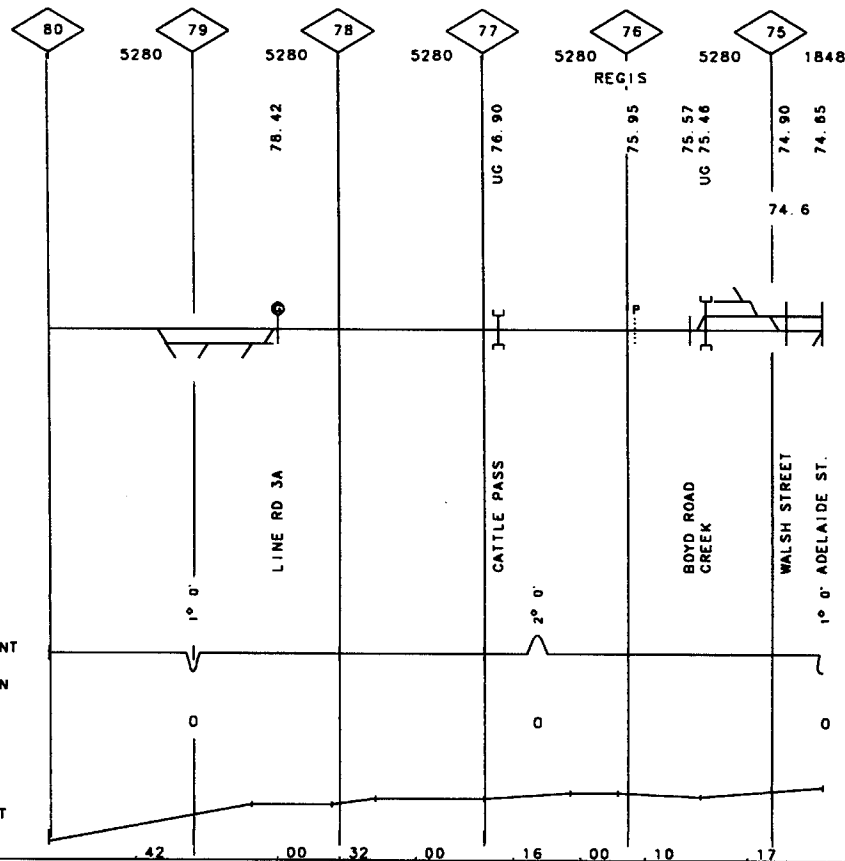 80 79 78 77 76 75
5280 5280 5280 5280 5280 1848
REGIS
78.42
UG 76.90
75.95
75.57
UG 75.46
74.90
74.65
74.6
P
LINE RD 3A
CATTLE PASS
BOYD ROAD
CREEK
WALSH STREET
ADELAIDE ST.
1° 0' 2° 0' 1° 0'
NT
N
0 0 0
T
.42 .00 .32 .00 .16 .00 .10 .17